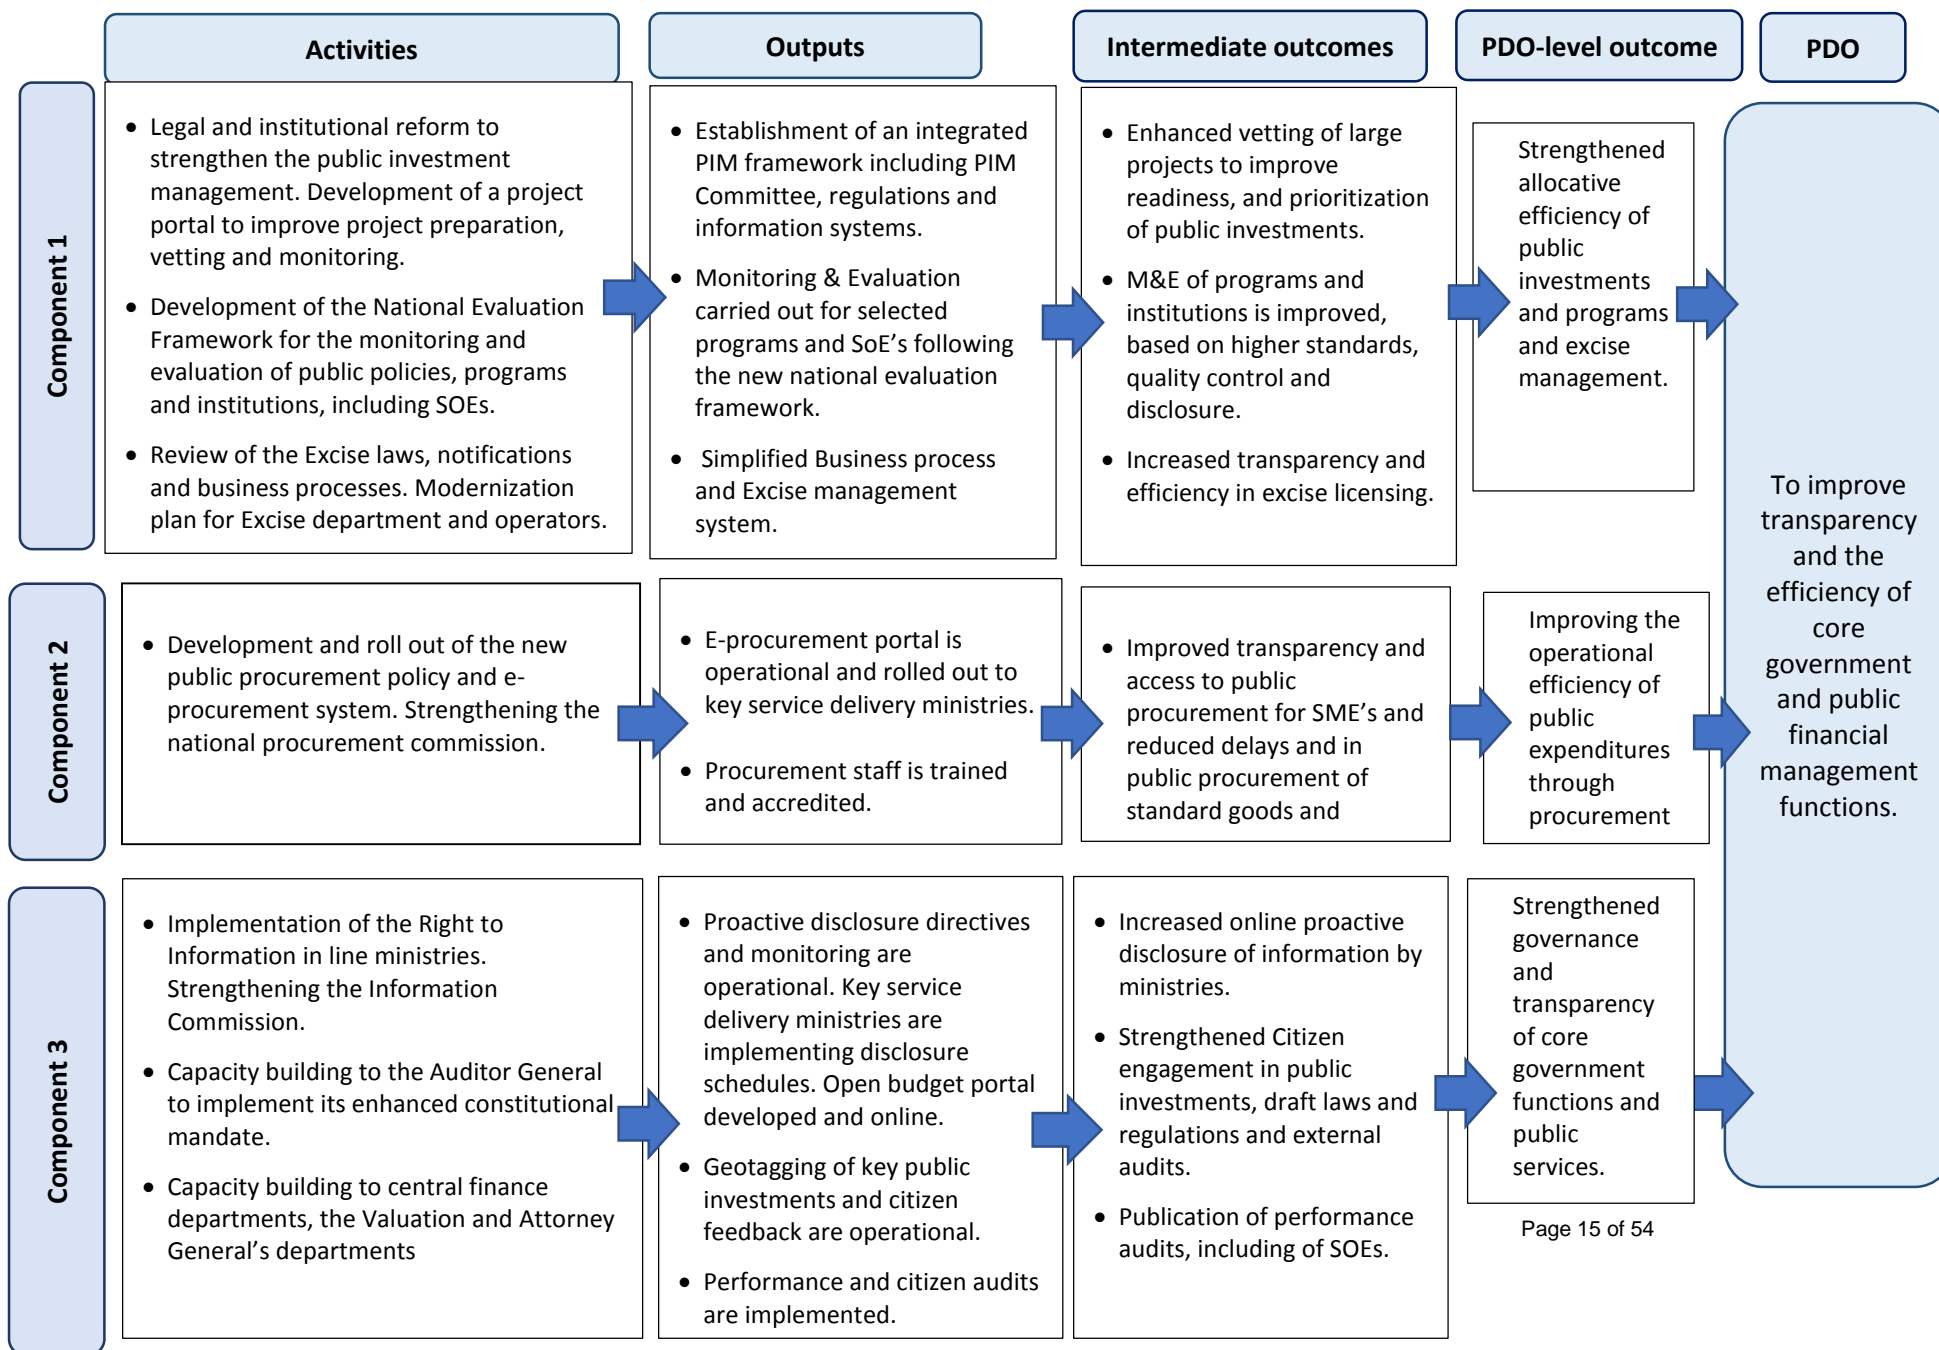 Activities
Outputs
Intermediate outcomes
PDO-level outcome
PDO
Component 1
• Legal and institutional reform to
strengthen the public investment
management. Development of a project
portal to improve project preparation,
vetting and monitoring.
• Development of the National Evaluation
Framework for the monitoring and
evaluation of public policies, programs
and institutions, including SOEs.
• Review of the Excise laws, notifications
and business processes. Modernization
plan for Excise department and operators.
• Establishment of an integrated
PIM framework including PIM
Committee, regulations and
information systems.
• Monitoring & Evaluation
carried out for selected
programs and SoE's following
the new national evaluation
framework.
• Simplified Business process
and Excise management
system.
• Enhanced vetting of large
projects to improve
readiness, and prioritization
of public investments.
• M&E of programs and
institutions is improved,
based on higher standards,
quality control and
disclosure.
• Increased transparency and
efficiency in excise licensing.
Strengthened
allocative
efficiency of
public
investments
and programs
and excise
management.
To improve
transparency
and the
efficiency of
core
government
and public
financial
management
functions.
Component 2
• Development and roll out of the new
public procurement policy and e-
procurement system. Strengthening the
national procurement commission.
• E-procurement portal is
operational and rolled out to
key service delivery ministries.
• Procurement staff is trained
and accredited.
• Improved transparency and
access to public
procurement for SME's and
reduced delays and in
public procurement of
standard goods and
Improving the
operational
efficiency of
public
expenditures
through
procurement
Component 3
• Implementation of the Right to
Information in line ministries.
Strengthening the Information
Commission.
• Capacity building to the Auditor General
to implement its enhanced constitutional
mandate.
• Capacity building to central finance
departments, the Valuation and Attorney
General's departments
• Proactive disclosure directives
and monitoring are
operational. Key service
delivery ministries are
implementing disclosure
schedules. Open budget portal
developed and online.
• Geotagging of key public
investments and citizen
feedback are operational.
• Performance and citizen audits
are implemented.
• Increased online proactive
disclosure of information by
ministries.
• Strengthened Citizen
engagement in public
investments, draft laws and
regulations and external
audits.
• Publication of performance
audits, including of SOEs.
Strengthened
governance
and
transparency
of core
government
functions and
public
services.
Page 15 of 54